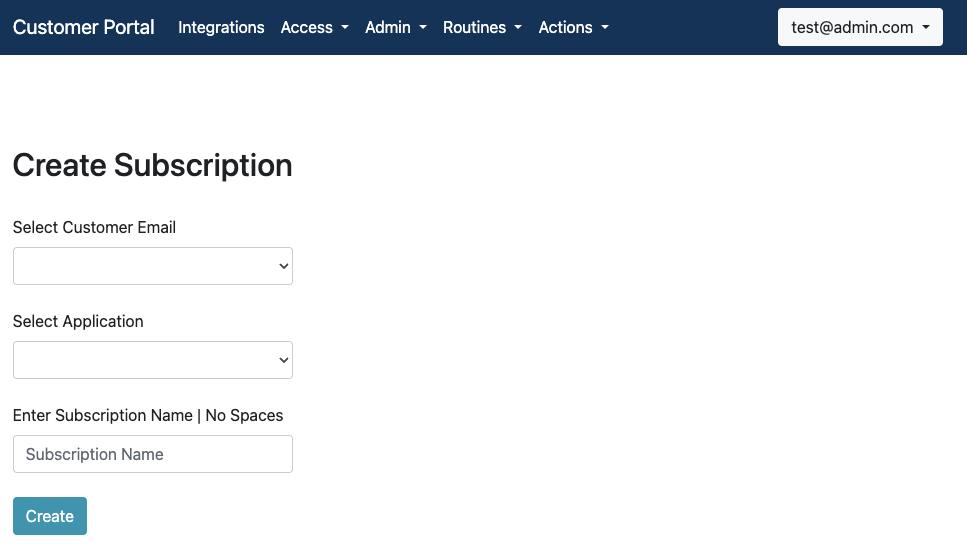 Customer Portal Integrations Access Admin Routines Actions test@admin.com
Create Subscription
Select Customer Email
Select Application
Enter Subscription Name | No Spaces
Subscription Name
Create